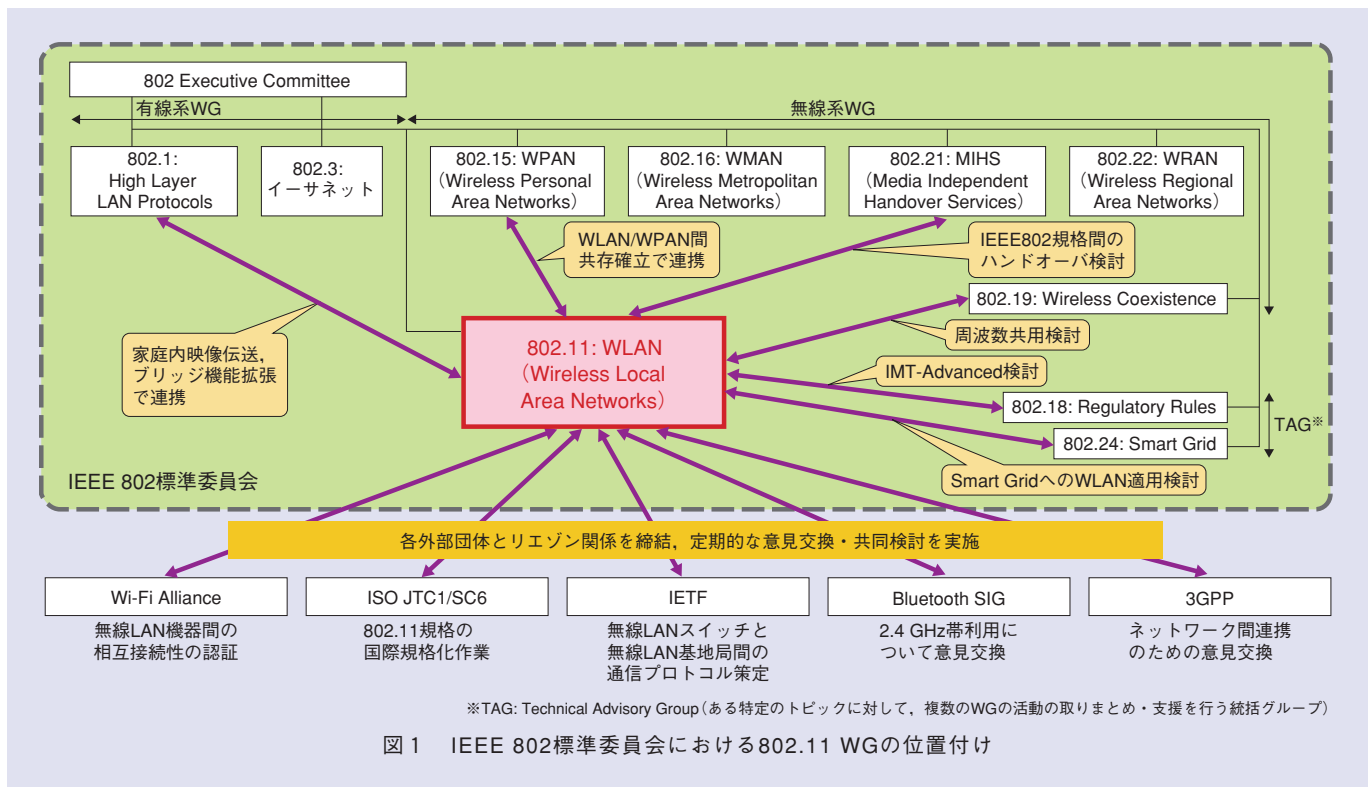 802 Executive Committee
有線系WG
無線系WG
802.1:
High Layer
LAN Protocols
802.3:
イーサネット
802.15: WPAN
（Wireless Personal
Area Networks）
802.16: WMAN
（Wireless Metropolitan
Area Networks）
802.21: MIHS
（Media Independent
Handover Services）
802.22: WRAN
（Wireless Regional
Area Networks）
WLAN/WPAN間
共存確立で連携
IEEE802規格間の
ハンドオーバ検討
802.19: Wireless Coexistence
周波数共用検討
家庭内映像伝送，
ブリッジ機能拡張
で連携
802.11: WLAN
（Wireless Local
Area Networks）
IMT-Advanced検討
802.18: Regulatory Rules
TAG※
802.24: Smart Grid
Smart GridへのWLAN適用検討
IEEE 802標準委員会
各外部団体とリエゾン関係を締結，定期的な意見交換・共同検討を実施
Wi-Fi Alliance
無線LAN機器間の
相互接続性の認証
ISO JTC1/SC6
802.11規格の
国際規格化作業
IETF
無線LANスイッチと
無線LAN基地局間の
通信プロトコル策定
Bluetooth SIG
2.4 GHz帯利用に
ついて意見交換
3GPP
ネットワーク間連携
のための意見交換
※TAG: Technical Advisory Group（ある特定のトピックに対して，複数のWGの活動の取りまとめ・支援を行う統括グループ）
図1　IEEE 802標準委員会における802.11 WGの位置付け